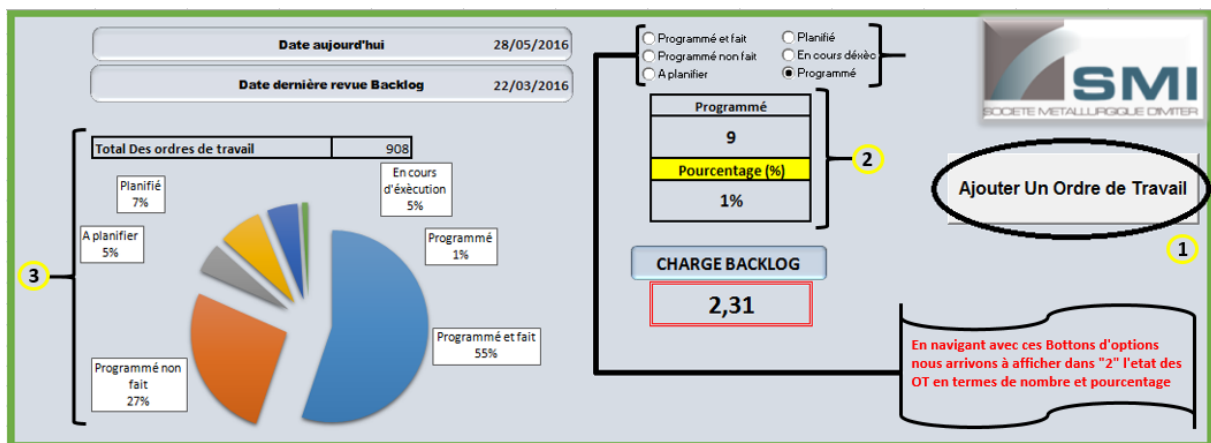 Date aujourd'hui 28/05/2016
Date dernière revue Backlog 22/03/2016
Total Des ordres de travail 908
En cours
d'éxècution
5%
Planifié
7%
A planifier
5%
Programmé
1%
Programmé et fait
55%
Programmé non
fait
27%
3
Programmé et fait
Programmé non fait
A planifier
Planifié
En cours déxèc
Programmé
Programmé
9
Pourcentage (%)
1%
2
CHARGE BACKLOG
2,31
SMI
SOCIETE METALLURGIQUE D'IMITER
Ajouter Un Ordre de Travail
1
En navigant avec ces Bottons d'option
nous arrivons à afficher dans "2" l'etat des
OT en termes de nombre et pourcentage